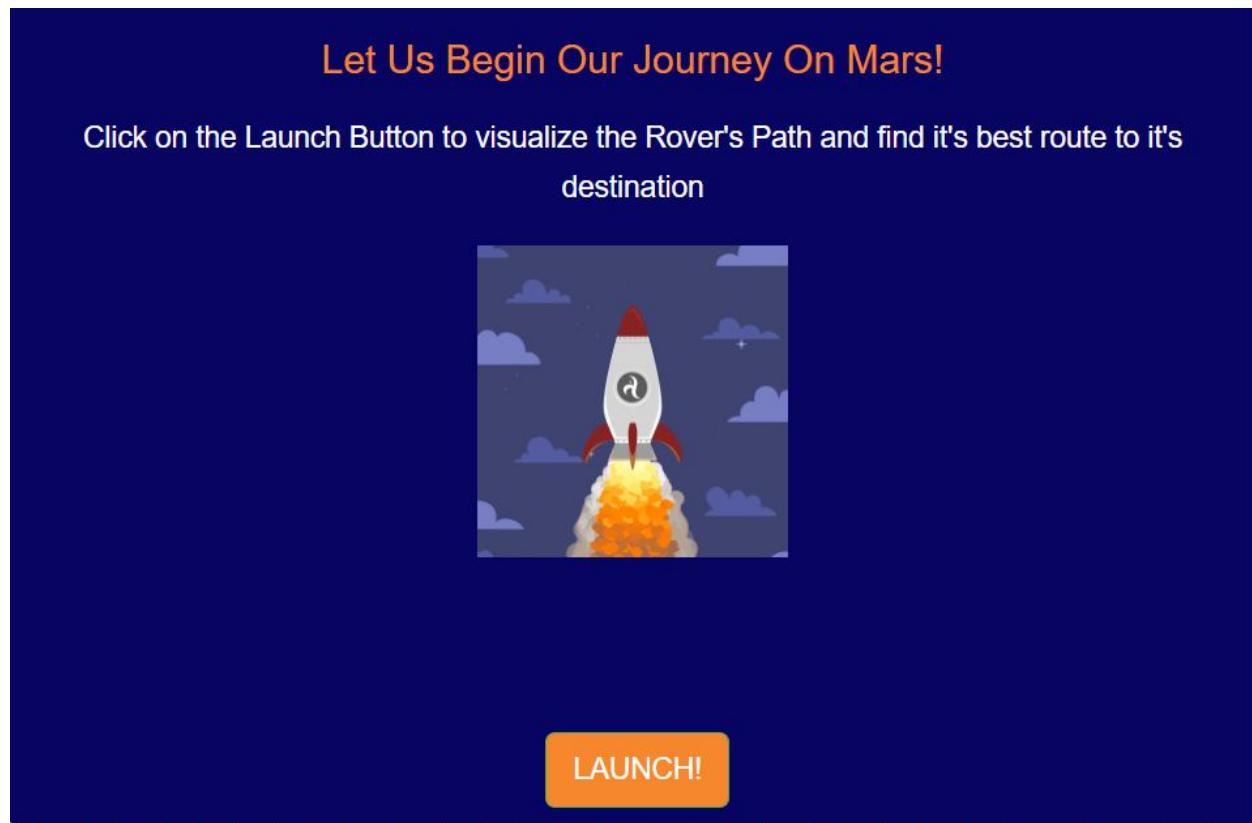 Let Us Begin Our Journey On Mars!
Click on the Launch Button to visualize the Rover's Path and find it's best route to it's
destination
LAUNCH!